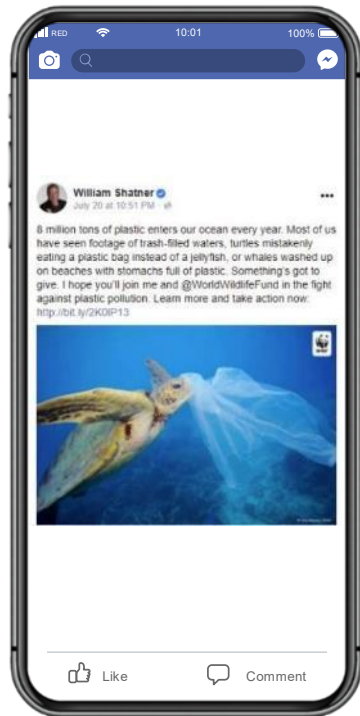 RED 10:01 100%
William Shatner
July 20 at 10:51 PM
8 million tons of plastic enters our ocean every year. Most of us
have seen footage of trash-filled waters, turtles mistakenly
eating a plastic bag instead of a jellyfish, or whales washed up
on beaches with stomachs full of plastic. Something's got to
give. I hope you'll join me and @WorldWildlifeFund in the fight
against plastic pollution. Learn more and take action now:
http://bit.ly/2K0IP13
WWF
Like Comment